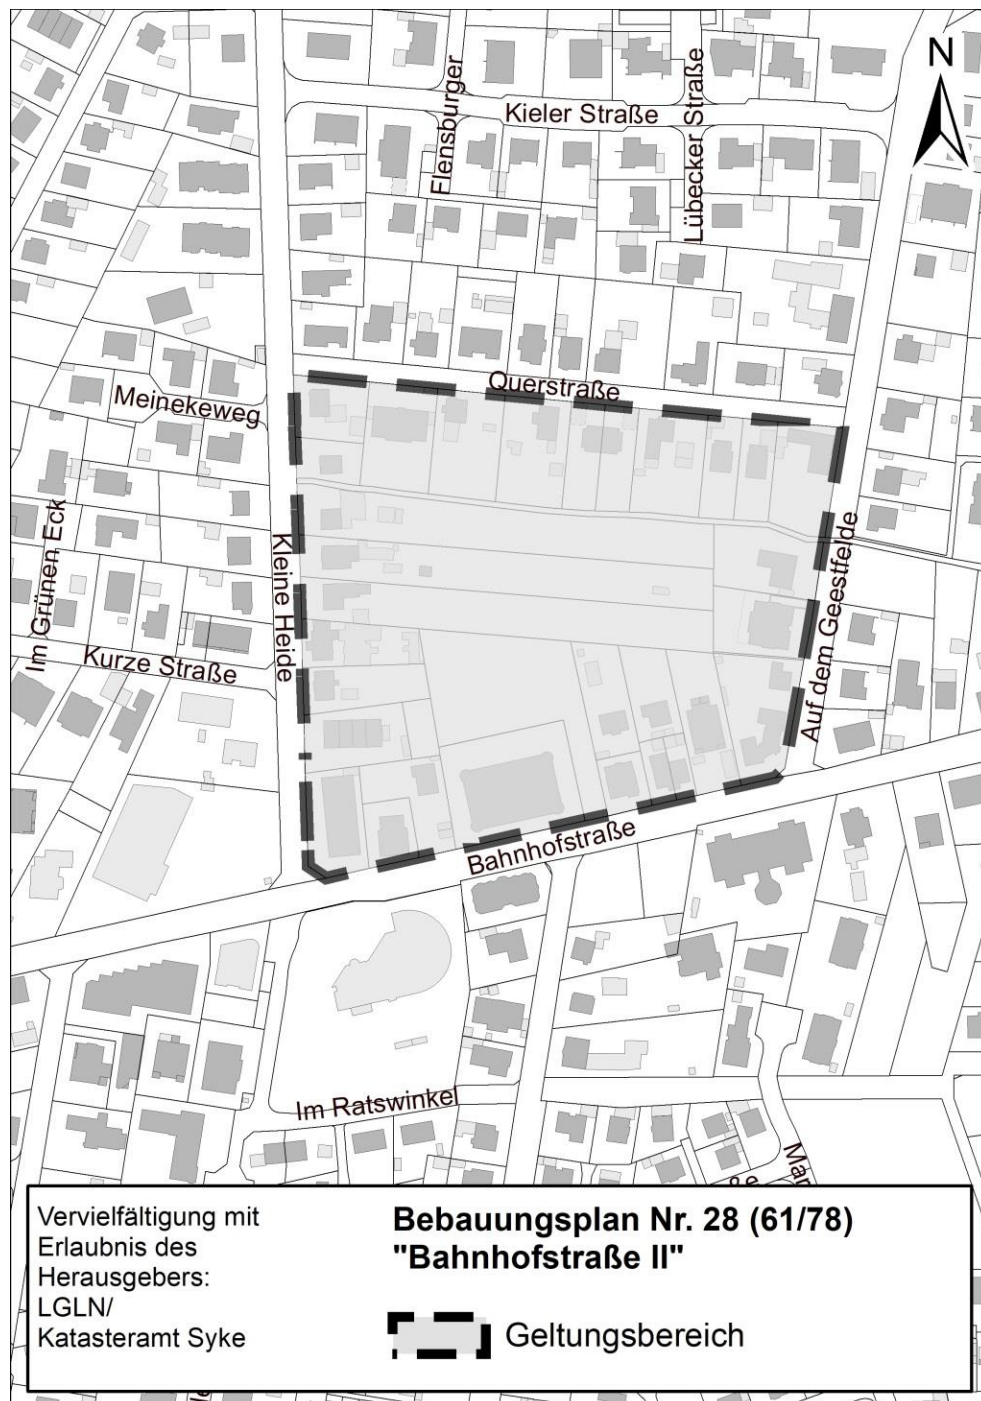 N
Kieler Straße
Flensburger
Lübecker Straße
Querstraße
Meinekeweg
Im Grünen Eck
Kleine Heide
Auf dem Geestfelde
Kurze Straße
Bahnhofstraße
Im Ratswinkel
Mar
Vervielfältigung mit
Erlaubnis des
Herausgebers:
LGLN/
Katasteramt Syke
Bebauungsplan Nr. 28 (61/78)
"Bahnhofstraße II"
Geltungsbereich